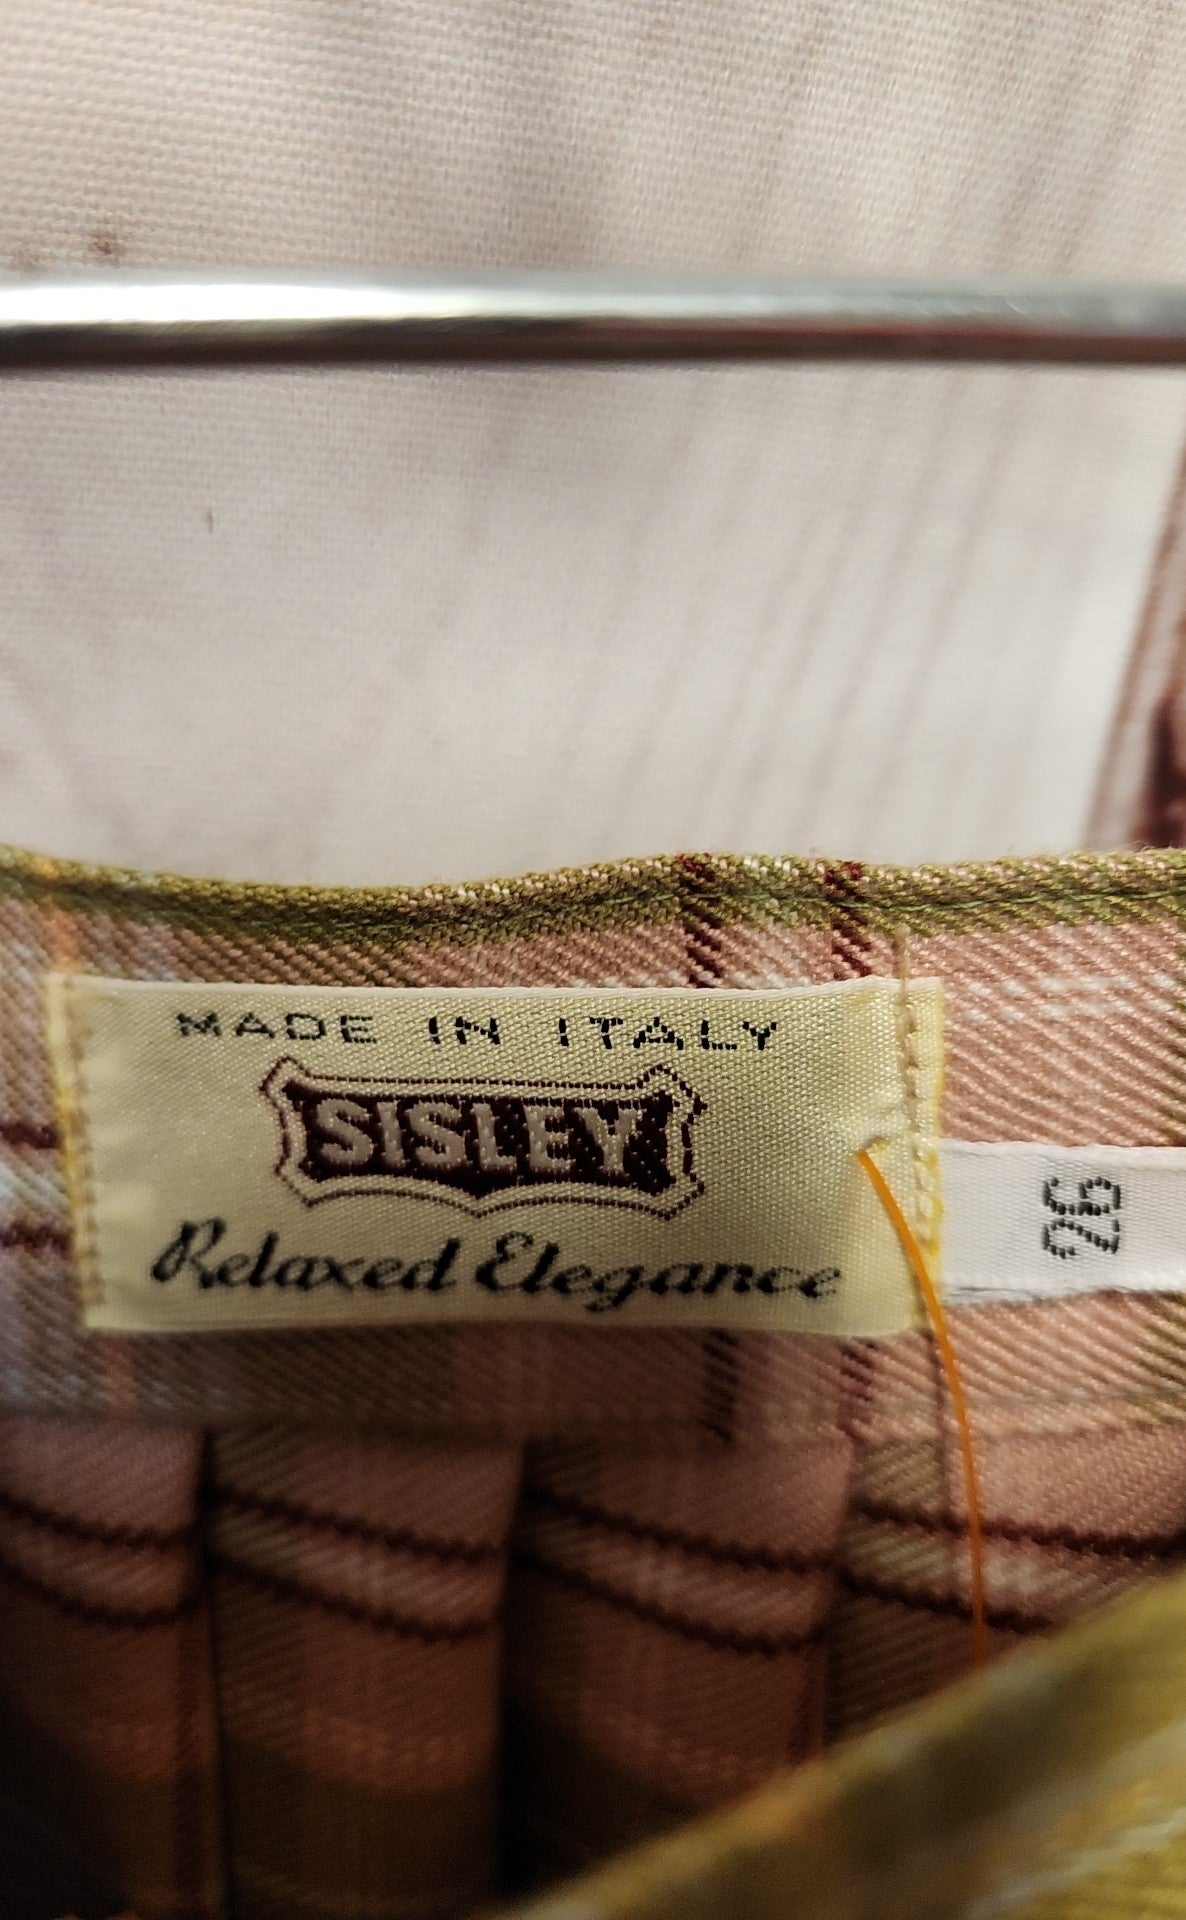 MADE IN ITALY
SISLEY
Relaxed Elegance
26